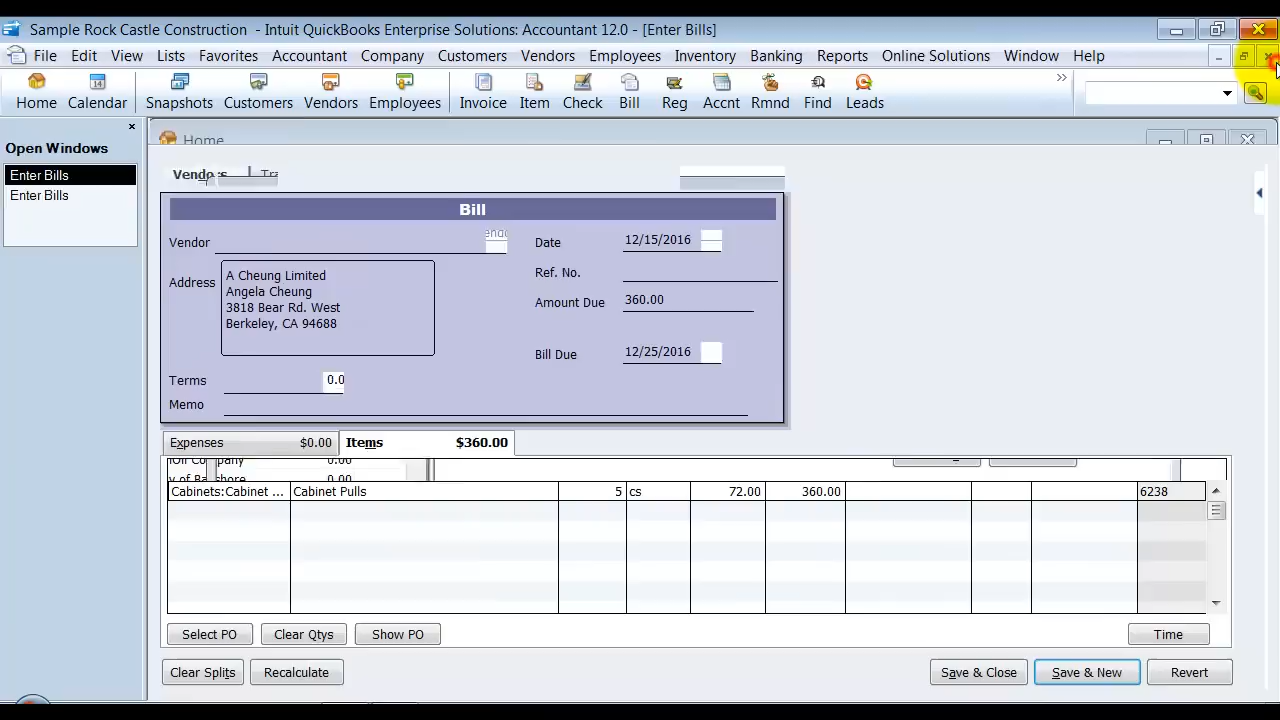 Sample Rock Castle Construction - Intuit QuickBooks Enterprise Solutions: Accountant 12.0 - [Enter Bills]
File Edit View Lists Favorites Accountant Company Customers Employees Inventory Banking Reports Online Solutions Window Help
Home Calendar Snapshots Customers Vendors Employees Invoice Item Check Bill Reg Accnt Rmnd Find Leads
Open Windows
Enter Bills
Enter Bills
Home
Bill
Vendor
Date 12/15/2016
Address
A Cheung Limited
Angela Cheung
3818 Bear Rd. West
Berkeley, CA 94688
Ref. No.
Amount Due 360.00
Bill Due 12/25/2016
Terms 0.0
Memo
Expenses $0.00 Items $360.00
Cabinets:Cabinet ... Cabinet Pulls 5 cs 72.00 360.00 6238
Select PO Clear Qtys Show PO Time
Clear Splits Recalculate Save & Close Save & New Revert